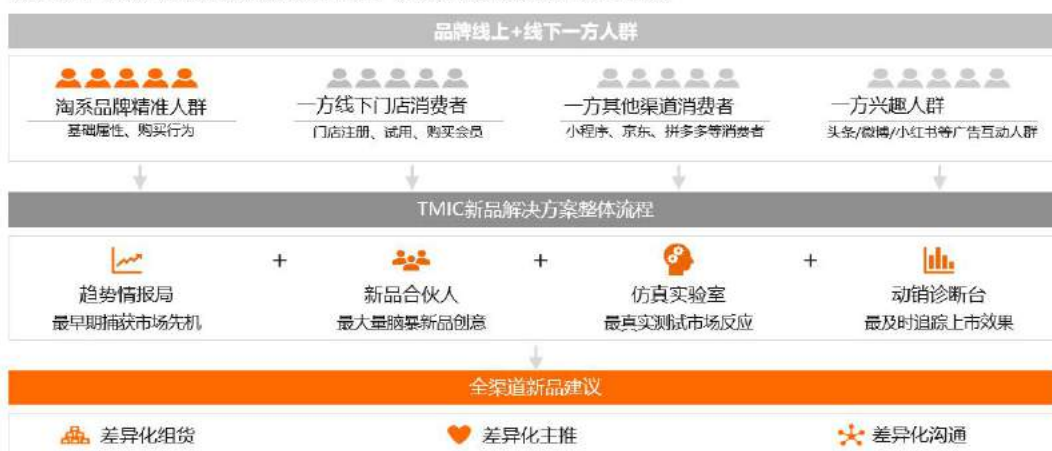 品牌线上+线下一方人群
淘系品牌精准人群
基础属性、购买行为
一方线下门店消费者
门店注册、试用、购买会员
一方其他渠道消费者
小程序、京东、拼多多等消费者
一方兴趣人群
头条/微博/小红书等广告互动人群
TMIC新品解决方案整体流程
+
+
+
趋势情报局
最早期捕获市场先机
新品合伙人
最大量脑暴新品创意
仿真实验室
最真实测试市场反应
动销诊断台
最及时追踪上市效果
全渠道新品建议
差异化组货
差异化主推
差异化沟通